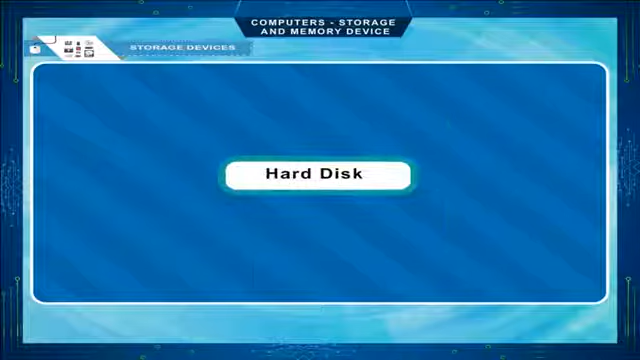 COMPUTERS - STORAGE
AND MEMORY DEVICE
STORAGE DEVICES
Hard Disk